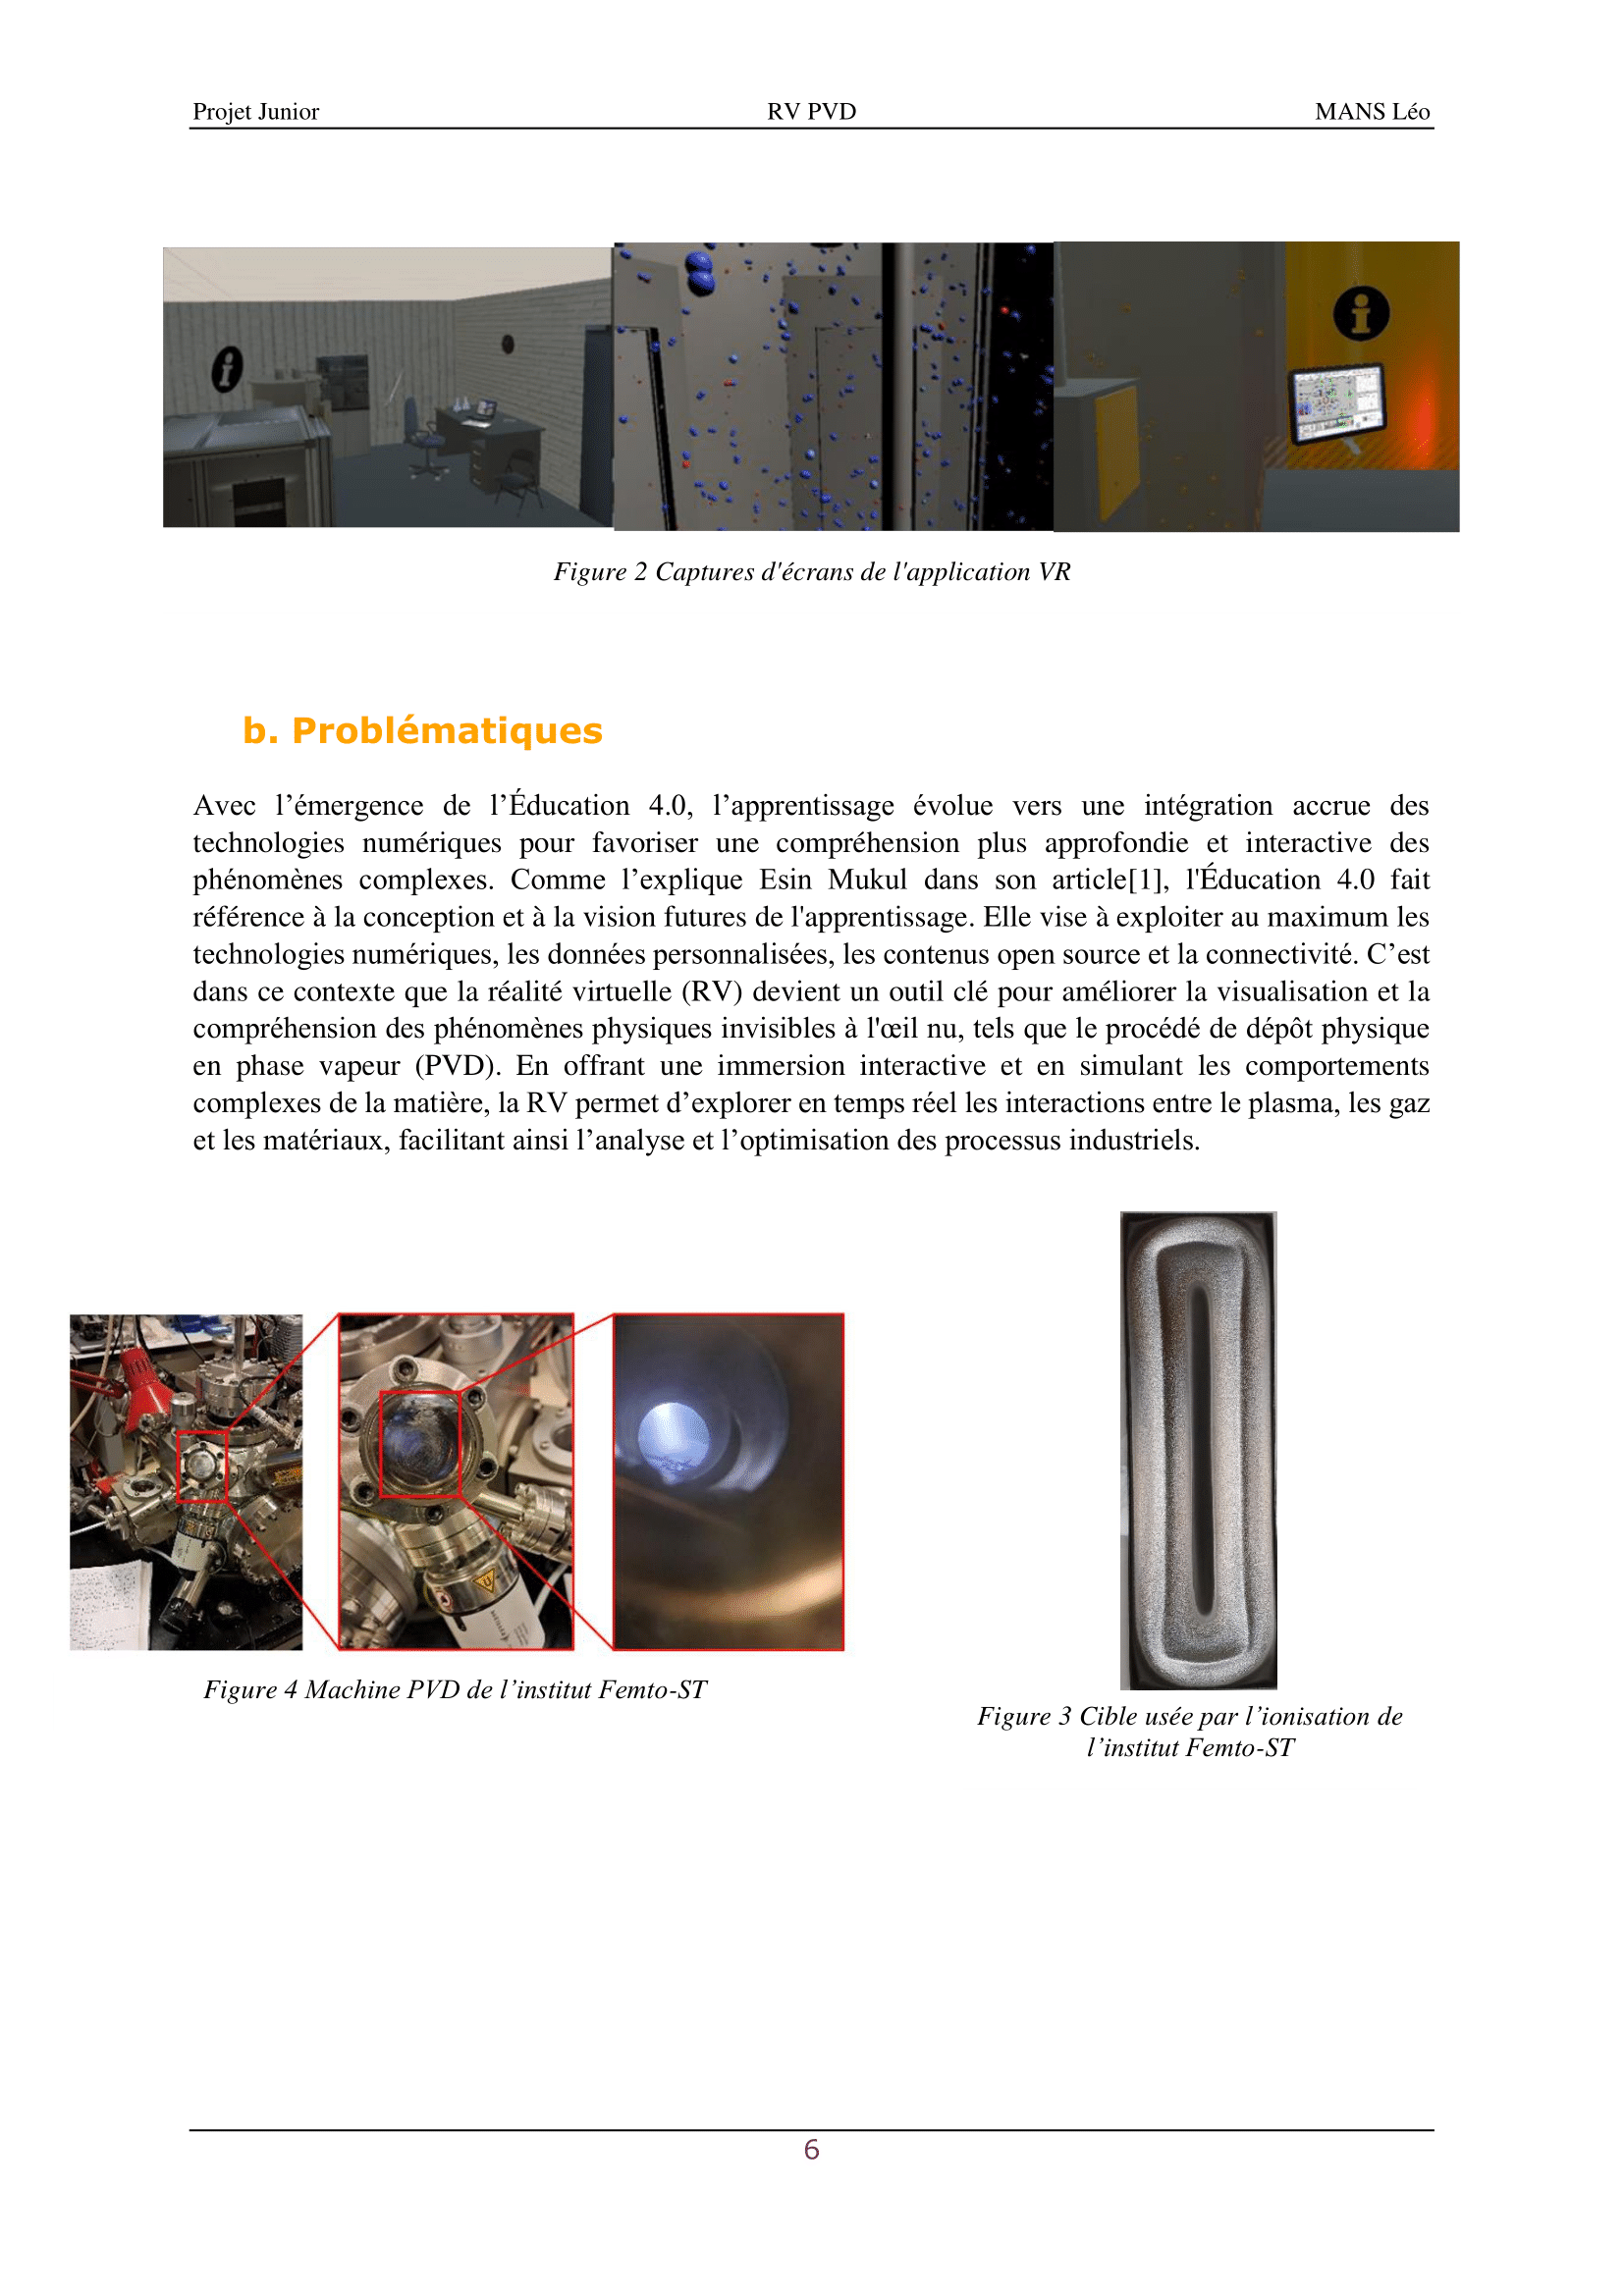 Projet Junior RV PVD MANS Léo
Figure 2 Captures d'écrans de l'application VR
b. Problématiques
Avec l’émergence de l’Éducation 4.0, l’apprentissage évolue vers une intégration accrue des
technologies numériques pour favoriser une compréhension plus approfondie et interactive des
phénomènes complexes. Comme l’explique Esin Mukul dans son article[1], l'Éducation 4.0 fait
référence à la conception et à la vision futures de l'apprentissage. Elle vise à exploiter au maximum les
technologies numériques, les données personnalisées, les contenus open source et la connectivité. C’est
dans ce contexte que la réalité virtuelle (RV) devient un outil clé pour améliorer la visualisation et la
compréhension des phénomènes physiques invisibles à l'œil nu, tels que le procédé de dépôt physique
en phase vapeur (PVD). En offrant une immersion interactive et en simulant les comportements
complexes de la matière, la RV permet d’explorer en temps réel les interactions entre le plasma, les gaz
et les matériaux, facilitant ainsi l’analyse et l’optimisation des processus industriels.
Figure 4 Machine PVD de l’institut Femto-ST
Figure 3 Cible usée par l’ionisation de
l’institut Femto-ST
6